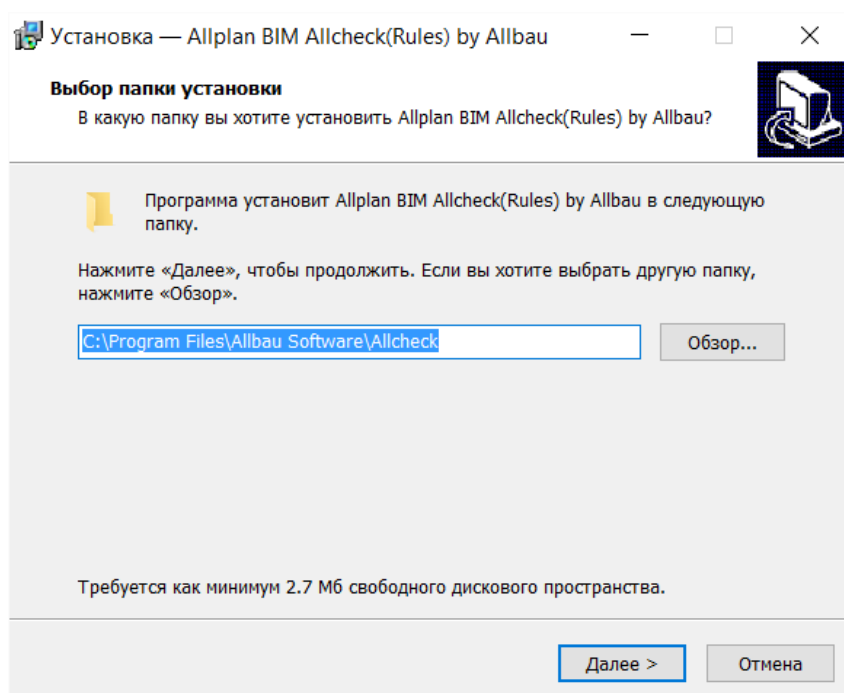 Установка — Allplan BIM Allcheck(Rules) by Allbau
Выбор папки установки
В какую папку вы хотите установить Allplan BIM Allcheck(Rules) by Allbau?
Программа установит Allplan BIM Allcheck(Rules) by Allbau в следующую
папку.
Нажмите «Далее», чтобы продолжить. Если вы хотите выбрать другую папку,
нажмите «Обзор».
C:\Program Files\Allbau Software\Allcheck
Обзор...
Требуется как минимум 2.7 Мб свободного дискового пространства.
Далее >
Отмена